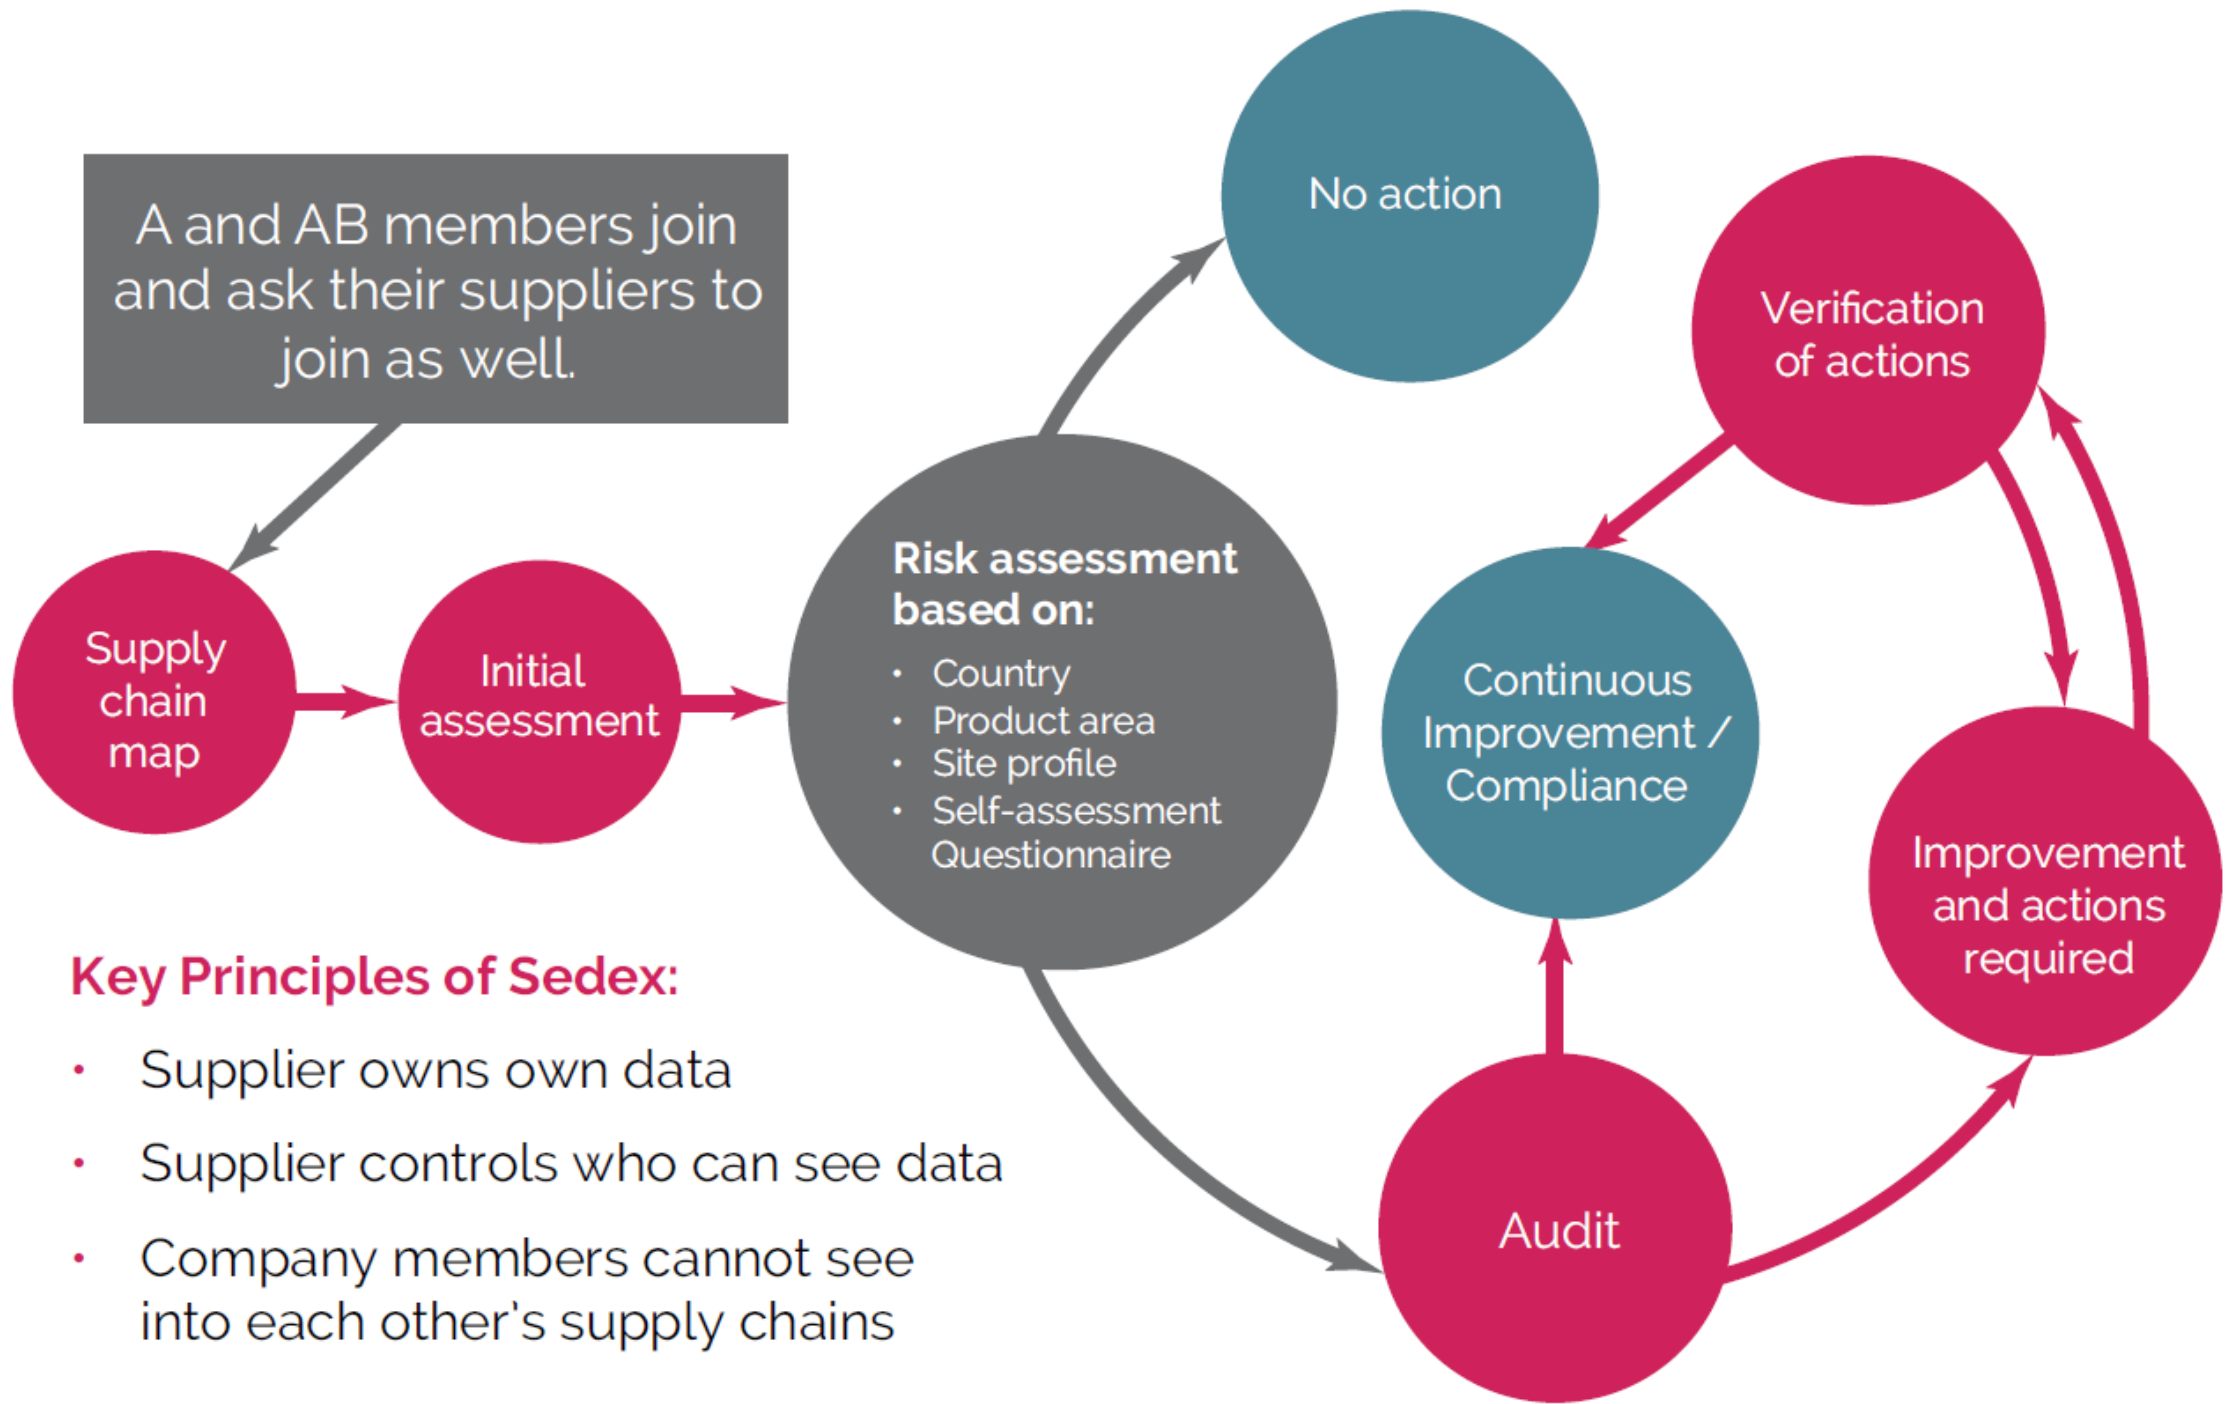 A and AB members join
and ask their suppliers to
join as well.
Supply
chain
map
Initial
assessment
Risk assessment
based on:
• Country
• Product area
• Site profile
• Self-assessment
Questionnaire
No action
Verification
of actions
Continuous
Improvement /
Compliance
Improvement
and actions
required
Audit
Key Principles of Sedex:
• Supplier owns own data
• Supplier controls who can see data
• Company members cannot see
into each other's supply chains